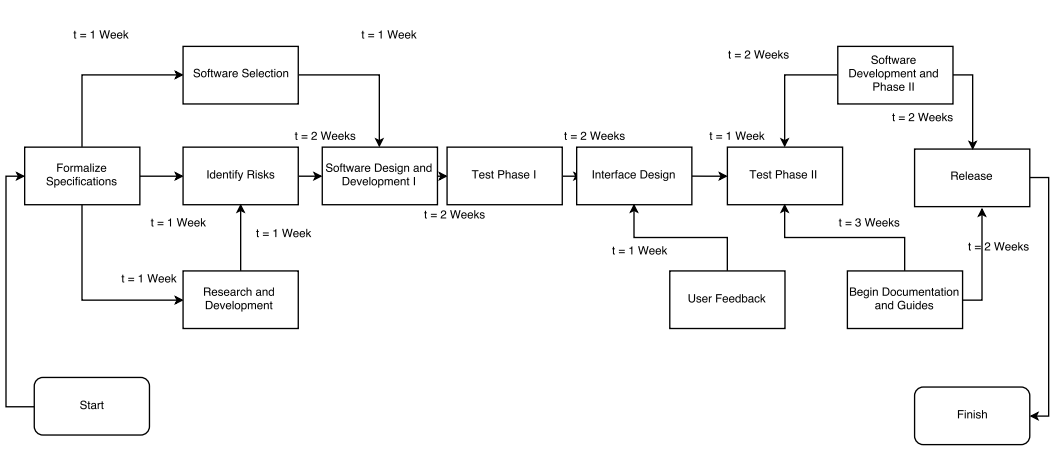 t = 1 Week
t = 1 Week
Software Selection
t = 2 Weeks
Software
Development and
Phase II
t = 2 Weeks
t = 2 Weeks
t = 2 Weeks
t = 1 Week
Formalize
Specifications
Identify Risks
Software Design and
Development I
Test Phase I
Interface Design
Test Phase II
Release
t = 1 Week
t = 1 Week
t = 2 Weeks
t = 1 Week
t = 3 Weeks
t = 2 Weeks
t = 1 Week
Research and
Development
User Feedback
Begin Documentation
and Guides
Start
Finish